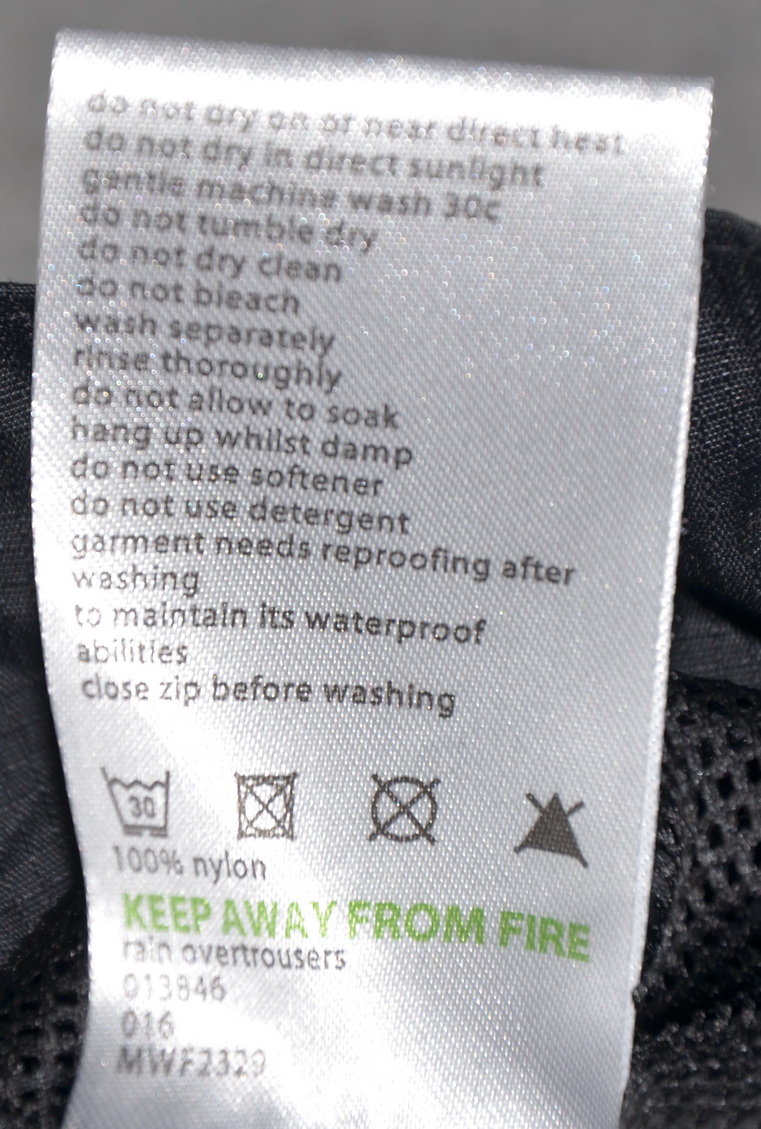 do not dry on or near direct heat
do not dry in direct sunlight
gentle machine wash 30c
do not tumble dry
do not dry clean
do not bleach
wash separately
rinse thoroughly
do not allow to soak
hang up whilst damp
do not use softener
do not use detergent
garment needs reproofing after
washing
to maintain its waterproof
abilities
close zip before washing
30
100% nylon
KEEP AWAY FROM FIRE
rain overtrousers
013846
016
MWF2329